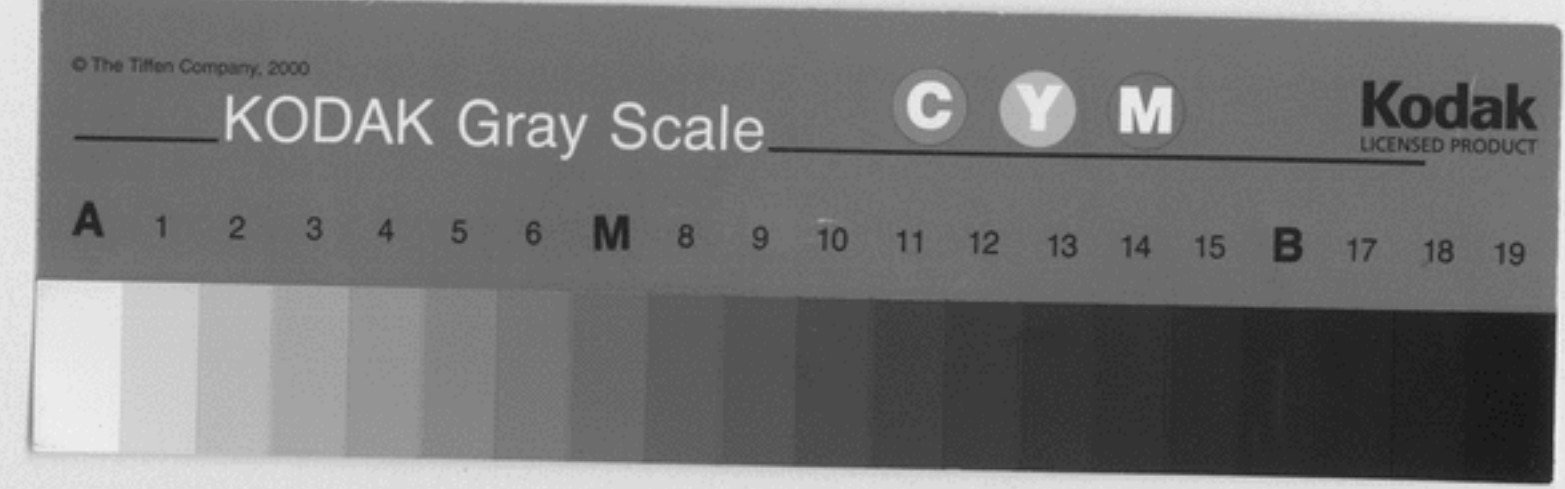 © The Tiffen Company, 2000
KODAK Gray Scale
C Y M
Kodak
LICENSED PRODUCT
A 1 2 3 4 5 6 M 8 9 10 11 12 13 14 15 B 17 18 19